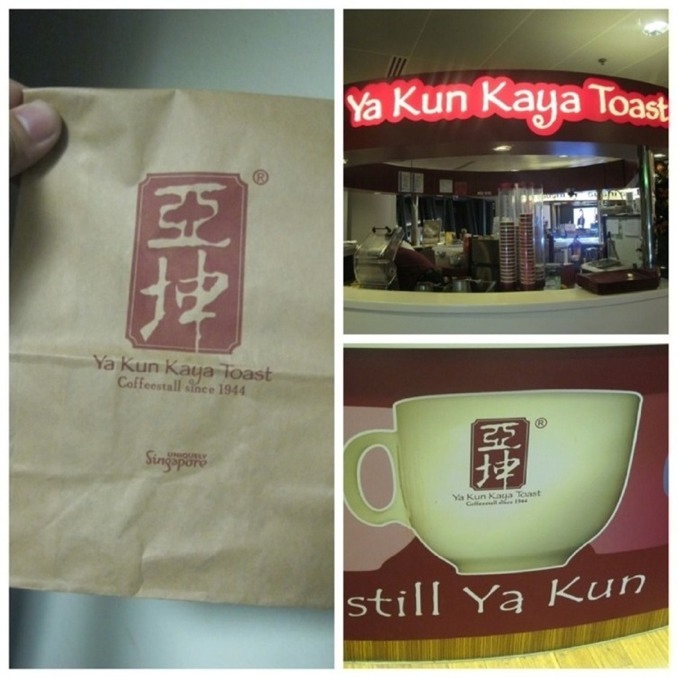 亞
坤
®
Ya Kun Kaya Toast
Coffeestall since 1944
UNIQUELY
Singapore
Ya Kun Kaya Toast
亞
坤
®
Ya Kun Kaya Toast
Coffeestall since 1944
still Ya Kun